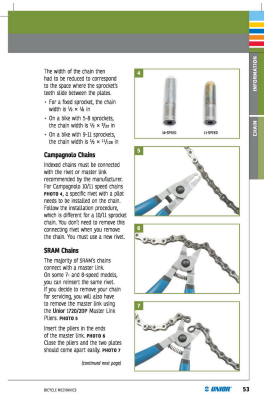 The width of the chain then
had to be reduced to correspond
to the space where the sprocket's
teeth slide between the plates.
• For a fixed sprocket, the chain
width is ½ × ⅛ in
• On a bike with 5–8 sprockets,
the chain width is ½ × ³⁄₃₂ in
• On a bike with 9–11 sprockets,
the chain width is ½ × ¹¹⁄₁₂₈ in
Campagnolo Chains
Indexed chains must be connected
with the rivet or master link
recommended by the manufacturer.
For Campagnolo 10/11 speed chains
PHOTO 4, a specific rivet with a pilot
needs to be installed on the chain.
Follow the installation procedure,
which is different for a 10/11 sprocket
chain. You don't need to remove this
connecting rivet when you remove
the chain. You must use a new rivet.
SRAM Chains
The majority of SRAM's chains
connect with a master link.
On some 7- and 8-speed models,
you can reinsert the same rivet.
If you decide to remove your chain
for servicing, you will also have
to remove the master link using
the Unior 1720/2DP Master Link
Pliers. PHOTO 5
Insert the pliers in the ends
of the master link. PHOTO 6
Close the pliers and the two plates
should come apart easily. PHOTO 7
(continued next page)
4
10-SPEED
11-SPEED
5
6
7
INFORMATION
CHAIN
BICYCLE MECHANICS
UNIOR
53